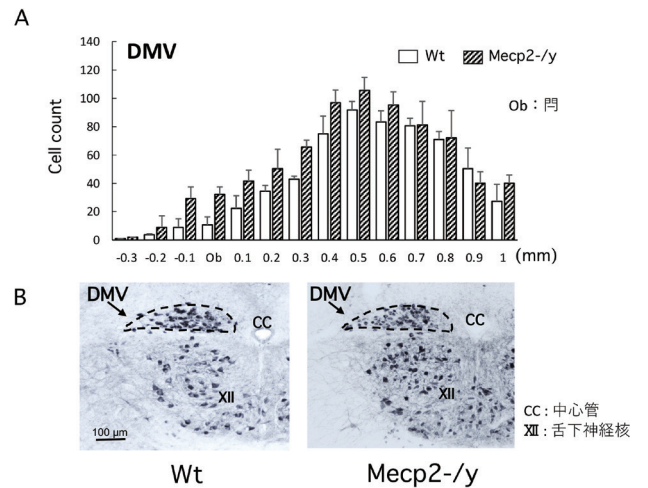 A
DMV
Wt
Mecp2-/y
Ob：閂
Cell count
140
120
100
80
60
40
20
0
-0.3 -0.2 -0.1 Ob 0.1 0.2 0.3 0.4 0.5 0.6 0.7 0.8 0.9 1 (mm)
B
DMV
CC
XII
100 μm
Wt
DMV
CC
XII
Mecp2-/y
CC : 中心管
XII : 舌下神経核